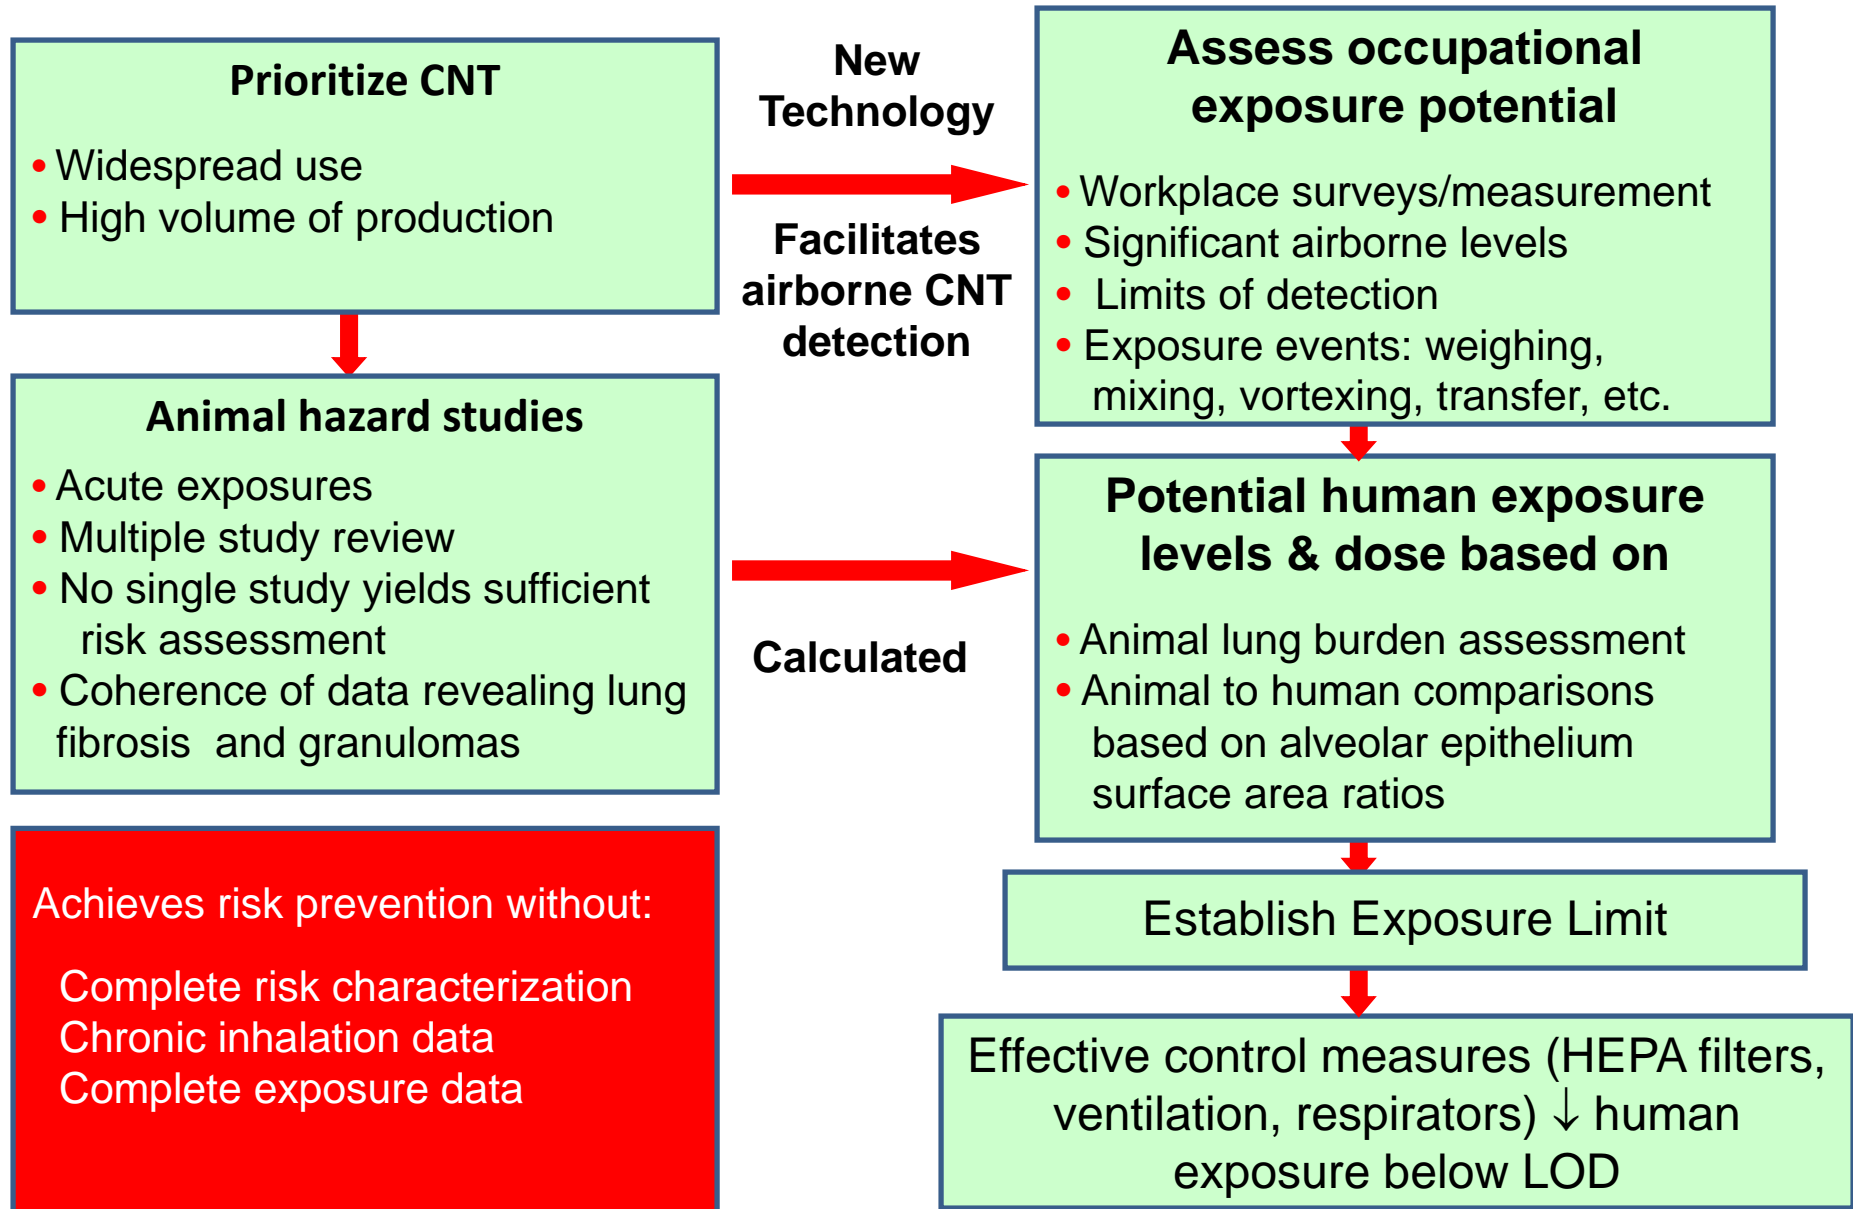 Prioritize CNT
• Widespread use
• High volume of production
New
Technology
Facilitates
airborne CNT
detection
Assess occupational
exposure potential
• Workplace surveys/measurement
• Significant airborne levels
• Limits of detection
• Exposure events: weighing,
mixing, vortexing, transfer, etc.
Animal hazard studies
• Acute exposures
• Multiple study review
• No single study yields sufficient
risk assessment
• Coherence of data revealing lung
fibrosis and granulomas
Calculated
Potential human exposure
levels & dose based on
• Animal lung burden assessment
• Animal to human comparisons
based on alveolar epithelium
surface area ratios
Achieves risk prevention without:
Complete risk characterization
Chronic inhalation data
Complete exposure data
Establish Exposure Limit
Effective control measures (HEPA filters,
ventilation, respirators) ↓ human
exposure below LOD